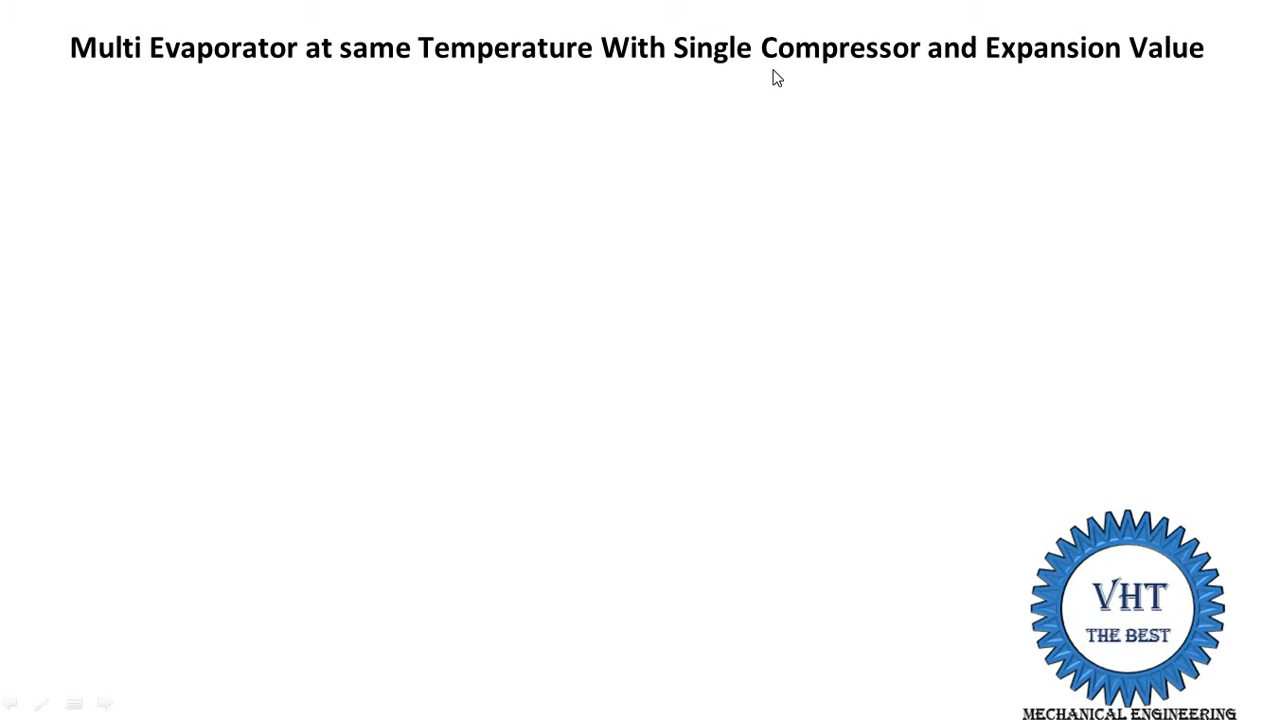 Multi Evaporator at same Temperature With Single Compressor and Expansion Value
VHT
THE BEST
MECHANICAL ENGINEERING